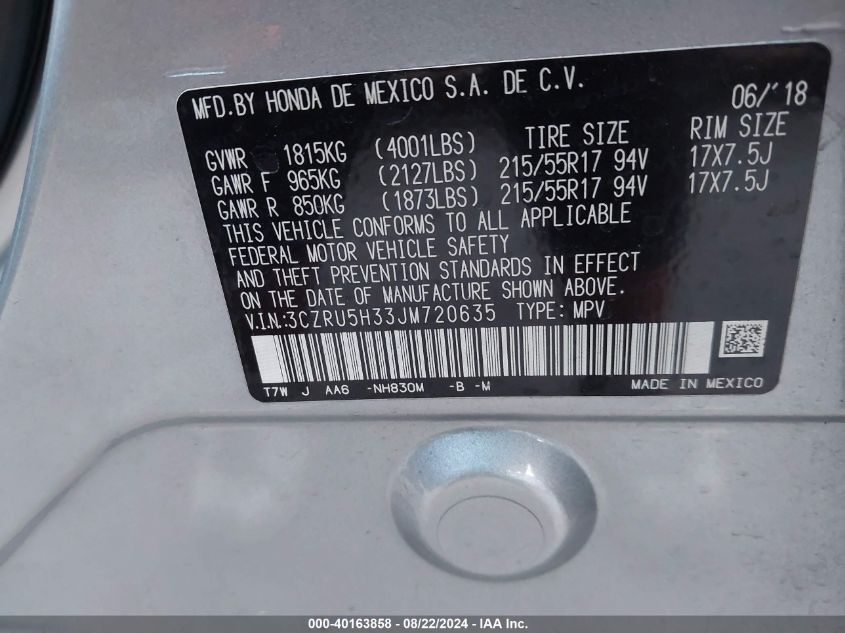 MFD.BY HONDA DE MEXICO S.A. DE C.V. 06/'18
GVWR 1815KG (4001LBS) TIRE SIZE RIM SIZE
GAWR F 965KG (2127LBS) 215/55R17 94V 17X7.5J
GAWR R 850KG (1873LBS) 215/55R17 94V 17X7.5J
THIS VEHICLE CONFORMS TO ALL APPLICABLE
FEDERAL MOTOR VEHICLE SAFETY
AND THEFT PREVENTION STANDARDS IN EFFECT
ON THE DATE OF MANUFACTURE SHOWN ABOVE.
V.I.N.:3CZRU5H33JM720635 TYPE: MPV
T7W J AA6 -NH830M -B -M MADE IN MEXICO
000-40163858 - 08/22/2024 - IAA Inc.